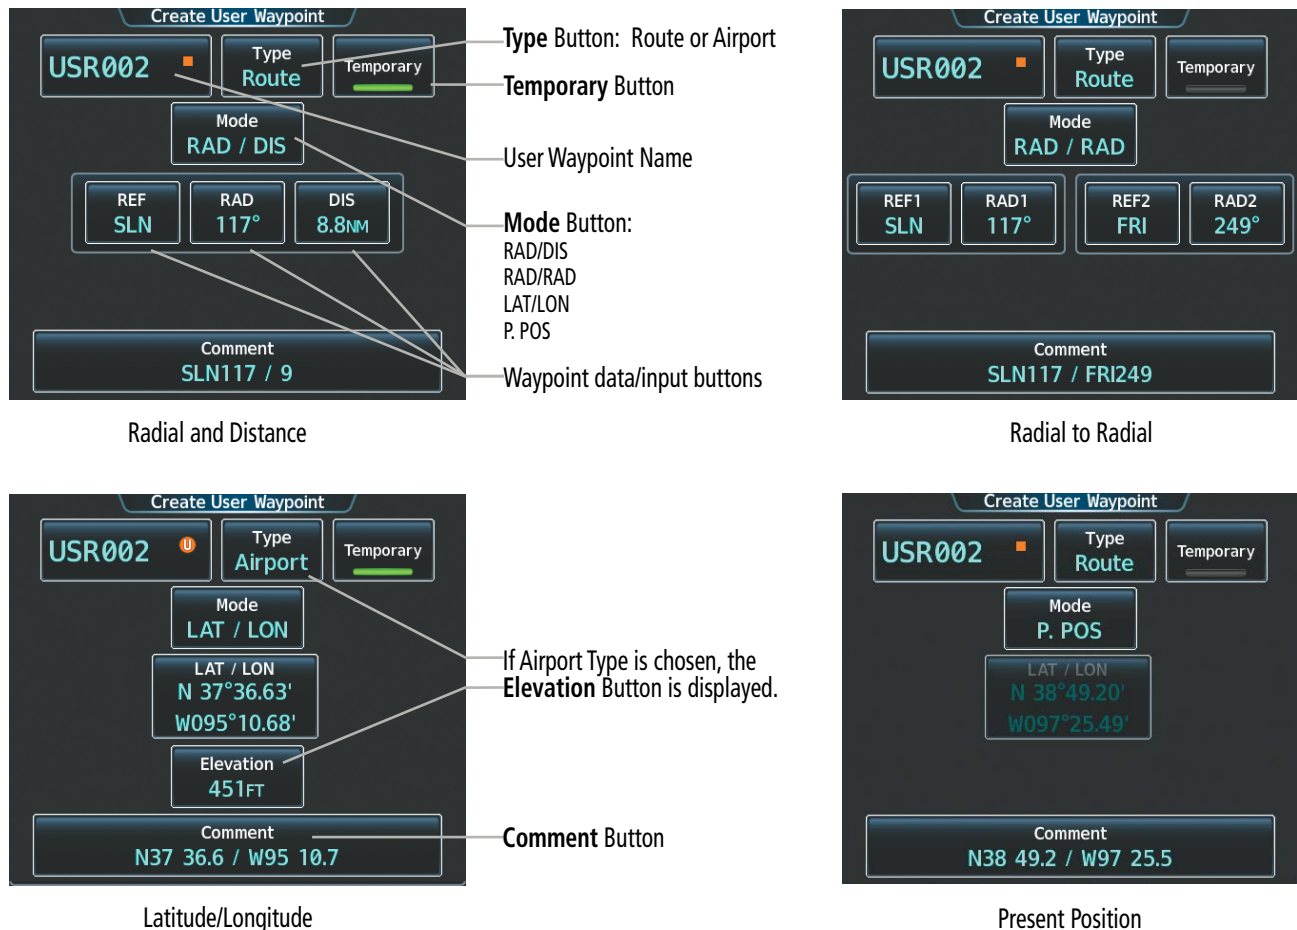 Create User Waypoint
USR002
Type
Route
Temporary
Mode
RAD / DIS
REF
SLN
RAD
117°
DIS
8.8NM
Comment
SLN117 / 9
Radial and Distance
Type Button: Route or Airport
Temporary Button
User Waypoint Name
Mode Button:
RAD/DIS
RAD/RAD
LAT/LON
P. POS
Waypoint data/input buttons
Create User Waypoint
USR002
Type
Route
Temporary
Mode
RAD / RAD
REF1
SLN
RAD1
117°
REF2
FRI
RAD2
249°
Comment
SLN117 / FRI249
Radial to Radial
Create User Waypoint
USR002
U
Type
Airport
Temporary
Mode
LAT / LON
LAT / LON
N 37°36.63'
W095°10.68'
Elevation
451FT
Comment
N37 36.6 / W95 10.7
Latitude/Longitude
If Airport Type is chosen, the
Elevation Button is displayed.
Comment Button
Create User Waypoint
USR002
Type
Route
Temporary
Mode
P. POS
LAT / LON
N 38°49.20'
W097°25.49'
Comment
N38 49.2 / W97 25.5
Present Position